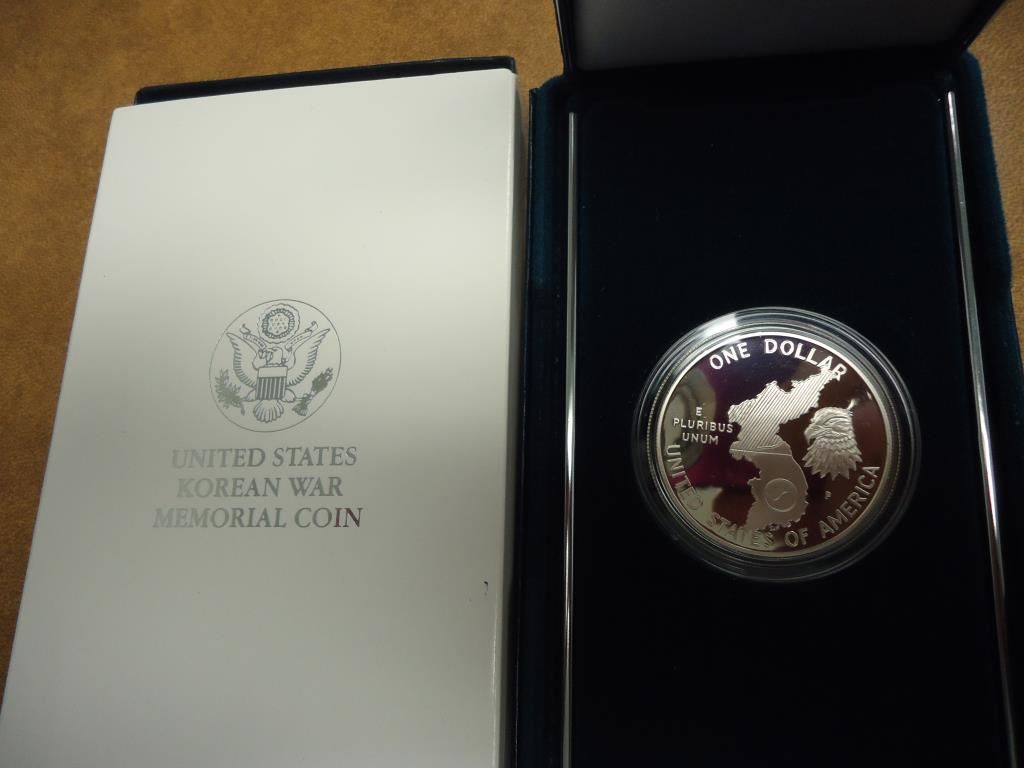 UNITED STATES
KOREAN WAR
MEMORIAL COIN
ONE DOLLAR
E
PLURIBUS
UNUM
P
UNITED STATES OF AMERICA